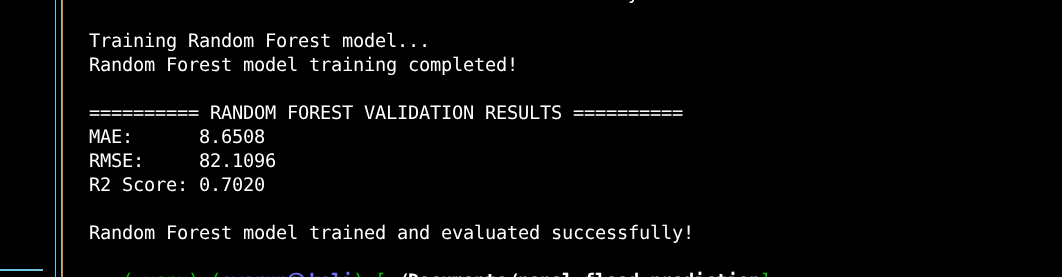 Training Random Forest model...
Random Forest model training completed!
========== RANDOM FOREST VALIDATION RESULTS ==========
MAE:      8.6508
RMSE:     82.1096
R2 Score: 0.7020
Random Forest model trained and evaluated successfully!